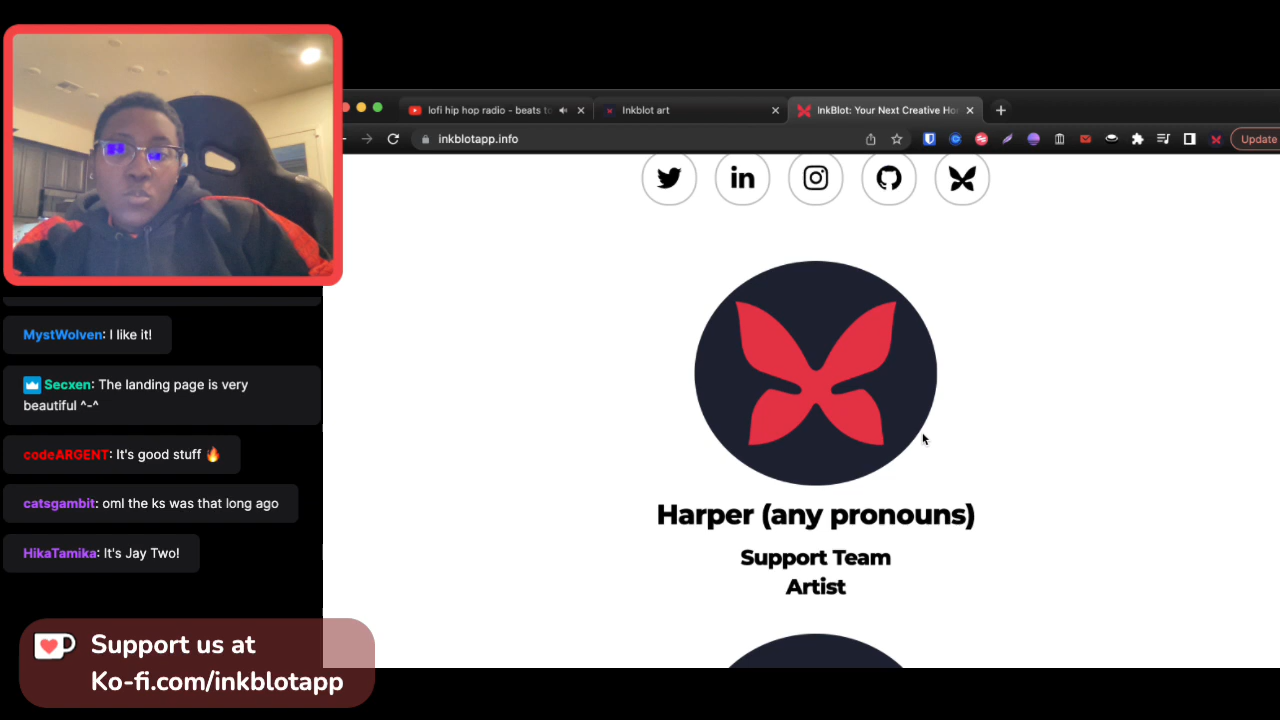 lofi hip hop radio - beats to
Inkblot art
InkBlot: Your Next Creative Ho
inkblotapp.info
Update
in
MystWolven: I like it!
Secxen: The landing page is very
beautiful ^-^
codeARGENT: It's good stuff 🔥
catsgambit: oml the ks was that long ago
HikaTamika: It's Jay Two!
Harper (any pronouns)
Support Team
Artist
Support us at
Ko-fi.com/inkblotapp